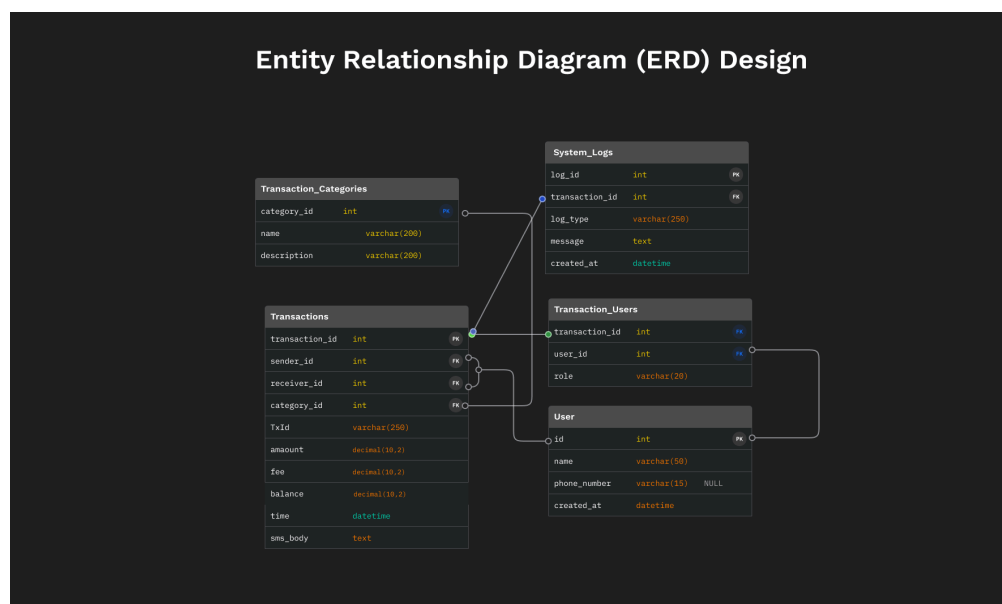 Entity Relationship Diagram (ERD) Design
System_Logs
log_id int PK
transaction_id int FK
log_type varchar(250)
message text
created_at datetime
Transaction_Categories
category_id int PK
name varchar(200)
description varchar(200)
Transactions
transaction_id int PK
sender_id int FK
receiver_id int FK
category_id int FK
TxId varchar(250)
amaount decimal(10,2)
fee decimal(10,2)
balance decimal(10,2)
time datetime
sms_body text
Transaction_Users
transaction_id int FK
user_id int FK
role varchar(20)
User
id int PK
name varchar(50)
phone_number varchar(15) NULL
created_at datetime